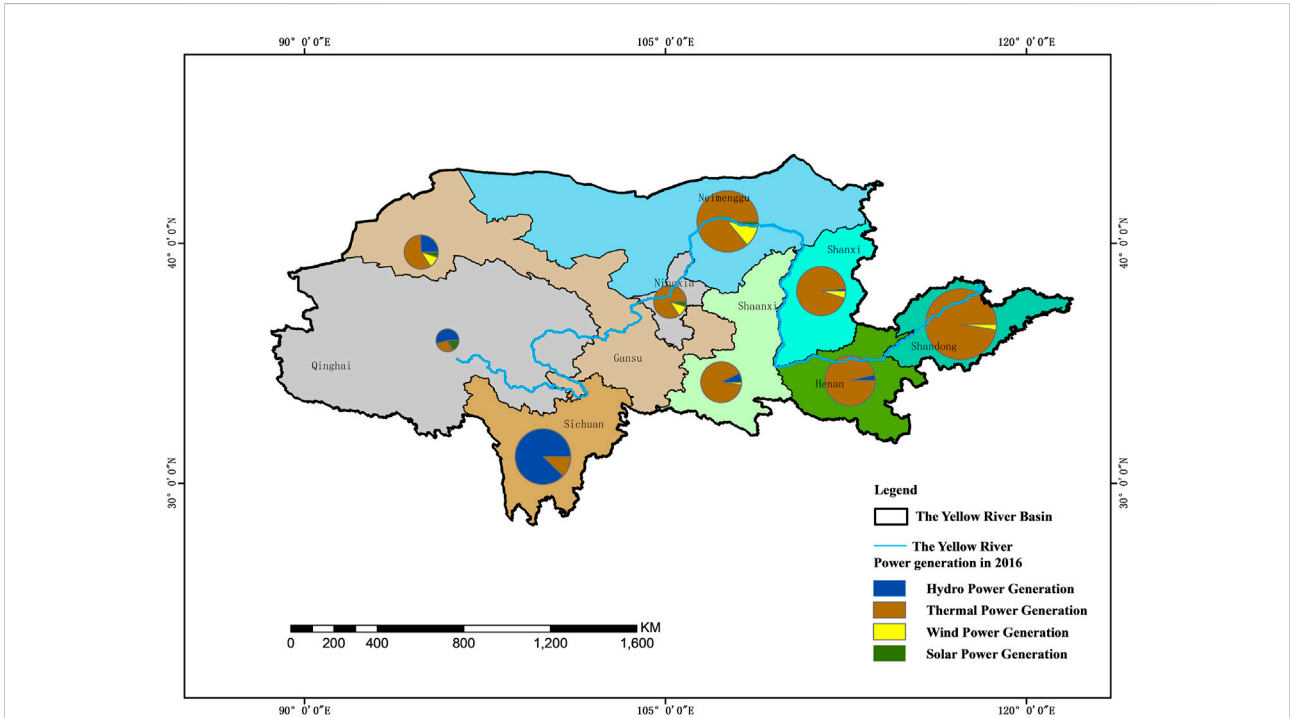 90° 0'0"E
105° 0'0"E
120° 0'0"E
40° 0'0"N
40° 0'0"N
30° 0'0"N
30° 0'0"N
Neimenggu
Shanxi
Ningxia
Shaanxi
Shandong
Gansu
Qinghai
Henan
Sichuan
Legend
The Yellow River Basin
The Yellow River
Power generation in 2016
Hydro Power Generation
Thermal Power Generation
Wind Power Generation
Solar Power Generation
KM
0 200 400 800 1,200 1,600
90° 0'0"E
105° 0'0"E
120° 0'0"E